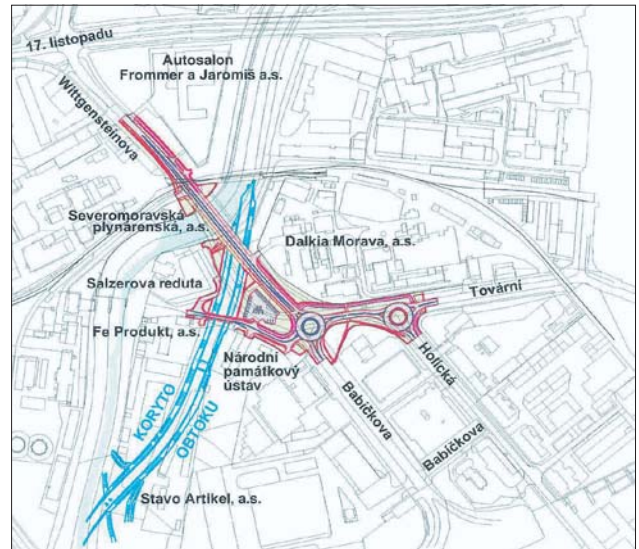 17. listopadu
Autosalon
Frommer a Jaromiš a.s.
Wittgensteinova
Severomoravská
plynárenská, a.s.
Dalkia Morava, a.s.
Salzerova reduta
Tovární
Fe Produkt, a.s.
Národní
památkový
ústav
Holická
KORYTO
OBTOKU
Babíčkova
Babíčkova
Stavo Artikel, a.s.